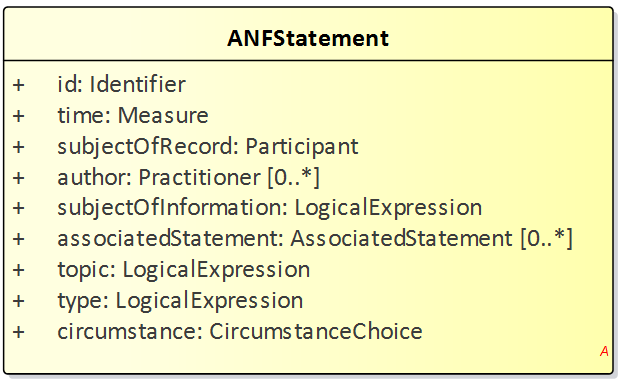 ANFStatement
+ id: Identifier
+ time: Measure
+ subjectOfRecord: Participant
+ author: Practitioner [0..*]
+ subjectOfInformation: LogicalExpression
+ associatedStatement: AssociatedStatement [0..*]
+ topic: LogicalExpression
+ type: LogicalExpression
+ circumstance: CircumstanceChoice
A